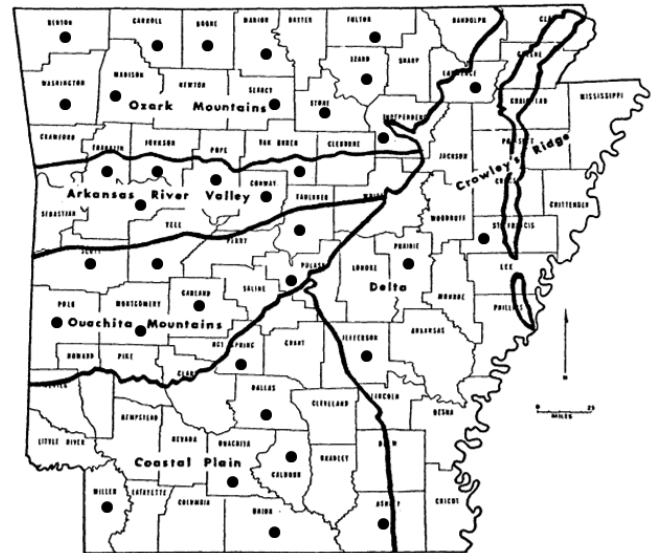 BENTON CARROLL BOONE MARION BAXTER FULTON RANDOLPH
GREENE
IZARD SHARP LAWRENCE
WASHINGTON MADISON NEWTON SEARCY
STONE INDEPENDENC
CRAIGHEAD MISSISSIPPI
Ozark Mountains
CRAWFORD FRANKLIN JOHNSON POPE VAN BUREN CLEBURNE
JACKSON
Crowley's Ridge
CROSS
Arkansas River Valley
CONWAY FAULKNER
WOODRUFF CRITTENDEN
SEBASTIAN YELL PERRY
ST FRANCIS
SCOTT PULASKI LONOKE PRAIRIE
LEE
POLK MONTGOMERY GARLAND SALINE
Delta
MONROE PHILLIPS
Ouachita Mountains
HOWARD PIKE HOT SPRING GRANT JEFFERSON ARKANSAS
CLARK
DALLAS LINCOLN
N
0 25
MILES
HEMPSTEAD CLEVELAND DESHA
LITTLE RIVER NEVADA OUACHITA DREW
Coastal Plain
CALHOUN BRADLEY
MILLER LAFAYETTE COLUMBIA UNION ASHLEY CHICOT